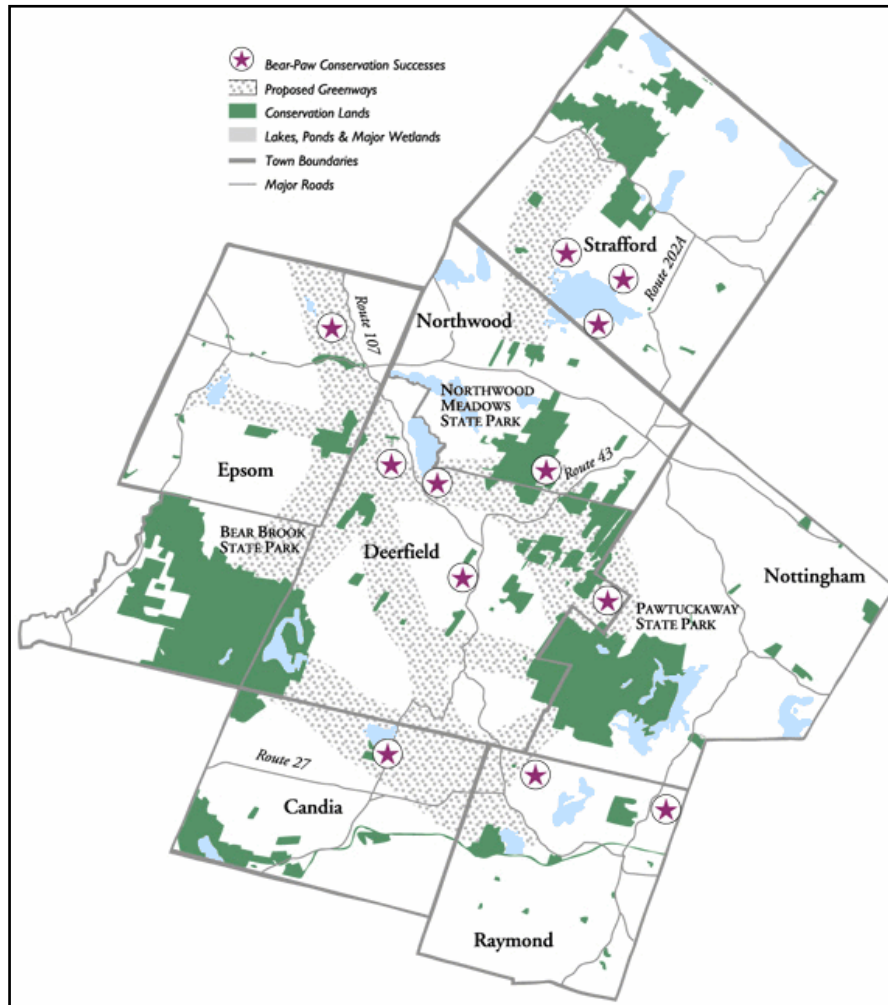 Bear-Paw Conservation Successes
Proposed Greenways
Conservation Lands
Lakes, Ponds & Major Wetlands
Town Boundaries
Major Roads
Strafford
Route 202A
Northwood
Route 107
NORTHWOOD
MEADOWS
STATE PARK
Route 43
Epsom
BEAR BROOK
STATE PARK
Deerfield
Nottingham
PAWTUCKAWAY
STATE PARK
Route 27
Candia
Raymond